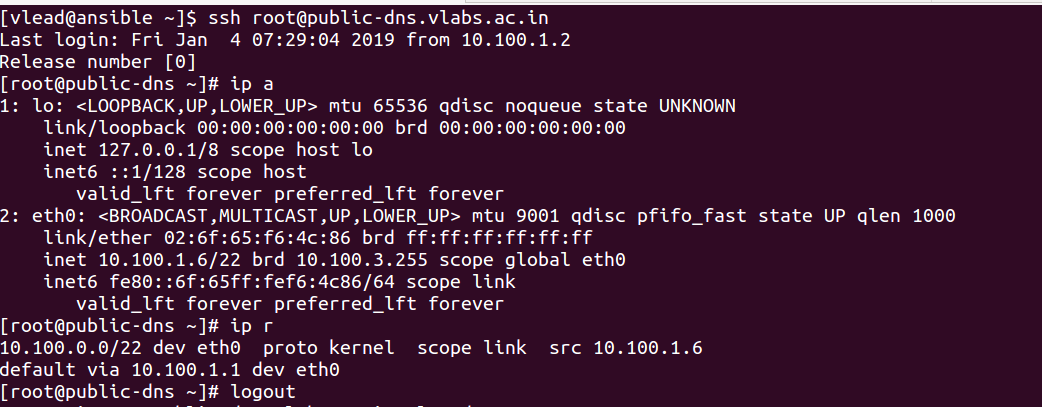 [vlead@ansible ~]$ ssh root@public-dns.vlabs.ac.in
Last login: Fri Jan  4 07:29:04 2019 from 10.100.1.2
Release number [0]
[root@public-dns ~]# ip a
1: lo: <LOOPBACK,UP,LOWER_UP> mtu 65536 qdisc noqueue state UNKNOWN
    link/loopback 00:00:00:00:00:00 brd 00:00:00:00:00:00
    inet 127.0.0.1/8 scope host lo
    inet6 ::1/128 scope host
       valid_lft forever preferred_lft forever
2: eth0: <BROADCAST,MULTICAST,UP,LOWER_UP> mtu 9001 qdisc pfifo_fast state UP qlen 1000
    link/ether 02:6f:65:f6:4c:86 brd ff:ff:ff:ff:ff:ff
    inet 10.100.1.6/22 brd 10.100.3.255 scope global eth0
    inet6 fe80::6f:65ff:fef6:4c86/64 scope link
       valid_lft forever preferred_lft forever
[root@public-dns ~]# ip r
10.100.0.0/22 dev eth0  proto kernel  scope link  src 10.100.1.6
default via 10.100.1.1 dev eth0
[root@public-dns ~]# logout